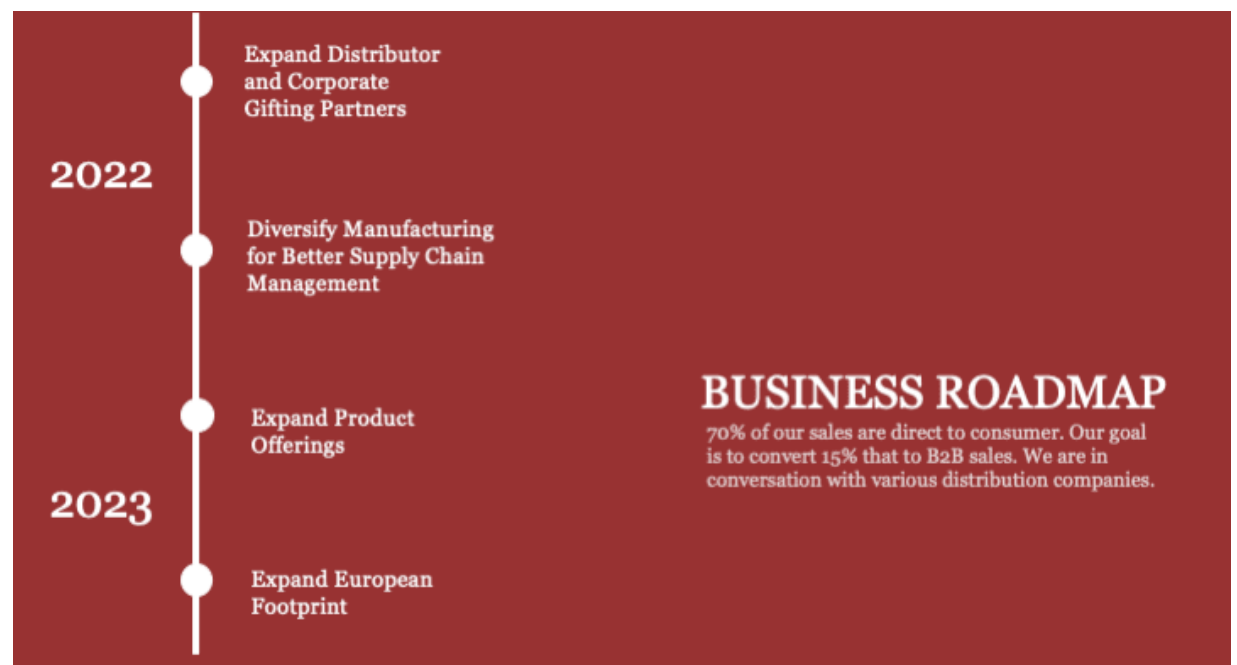 Expand Distributor
and Corporate
Gifting Partners
2022
Diversify Manufacturing
for Better Supply Chain
Management
BUSINESS ROADMAP
70% of our sales are direct to consumer. Our goal
is to convert 15% that to B2B sales. We are in
conversation with various distribution companies.
Expand Product
Offerings
2023
Expand European
Footprint